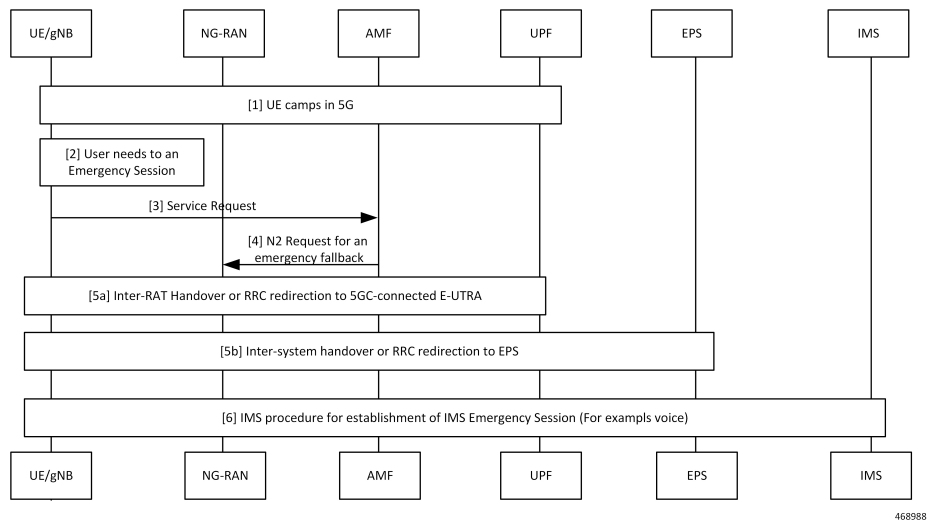 UE/gNB
NG-RAN
AMF
UPF
EPS
IMS
[1] UE camps in 5G
[2] User needs to an
Emergency Session
[3] Service Request
[4] N2 Request for an
emergency fallback
[5a] Inter-RAT Handover or RRC redirection to 5GC-connected E-UTRA
[5b] Inter-system handover or RRC redirection to EPS
[6] IMS procedure for establishment of IMS Emergency Session (For exampls voice)
UE/gNB
NG-RAN
AMF
UPF
EPS
IMS
468988